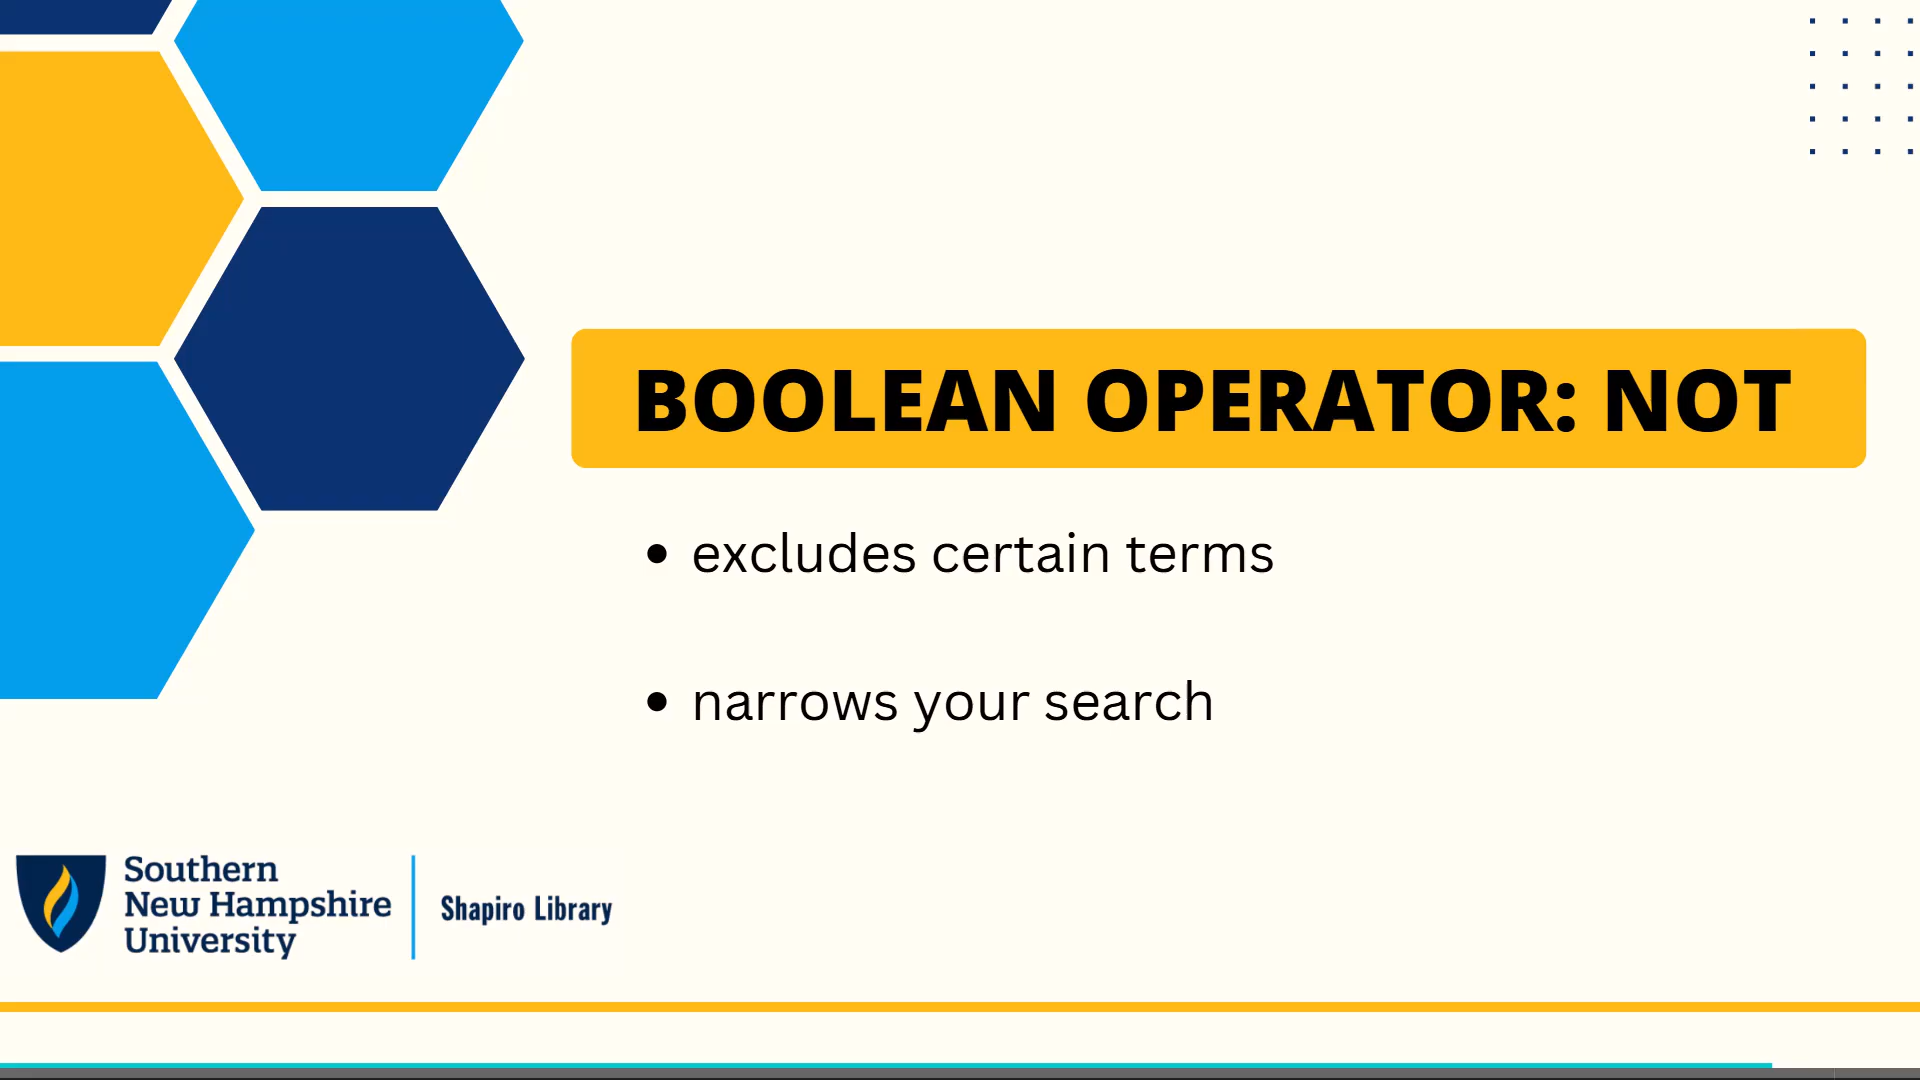 BOOLEAN OPERATOR: NOT
• excludes certain terms
• narrows your search
Southern
New Hampshire
University
Shapiro Library